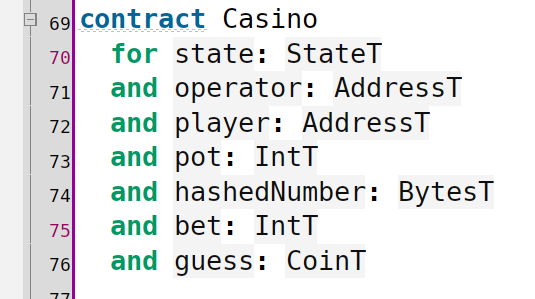 69 contract Casino
70 for state: StateT
71 and operator: AddressT
72 and player: AddressT
73 and pot: IntT
74 and hashedNumber: BytesT
75 and bet: IntT
76 and guess: CoinT
77